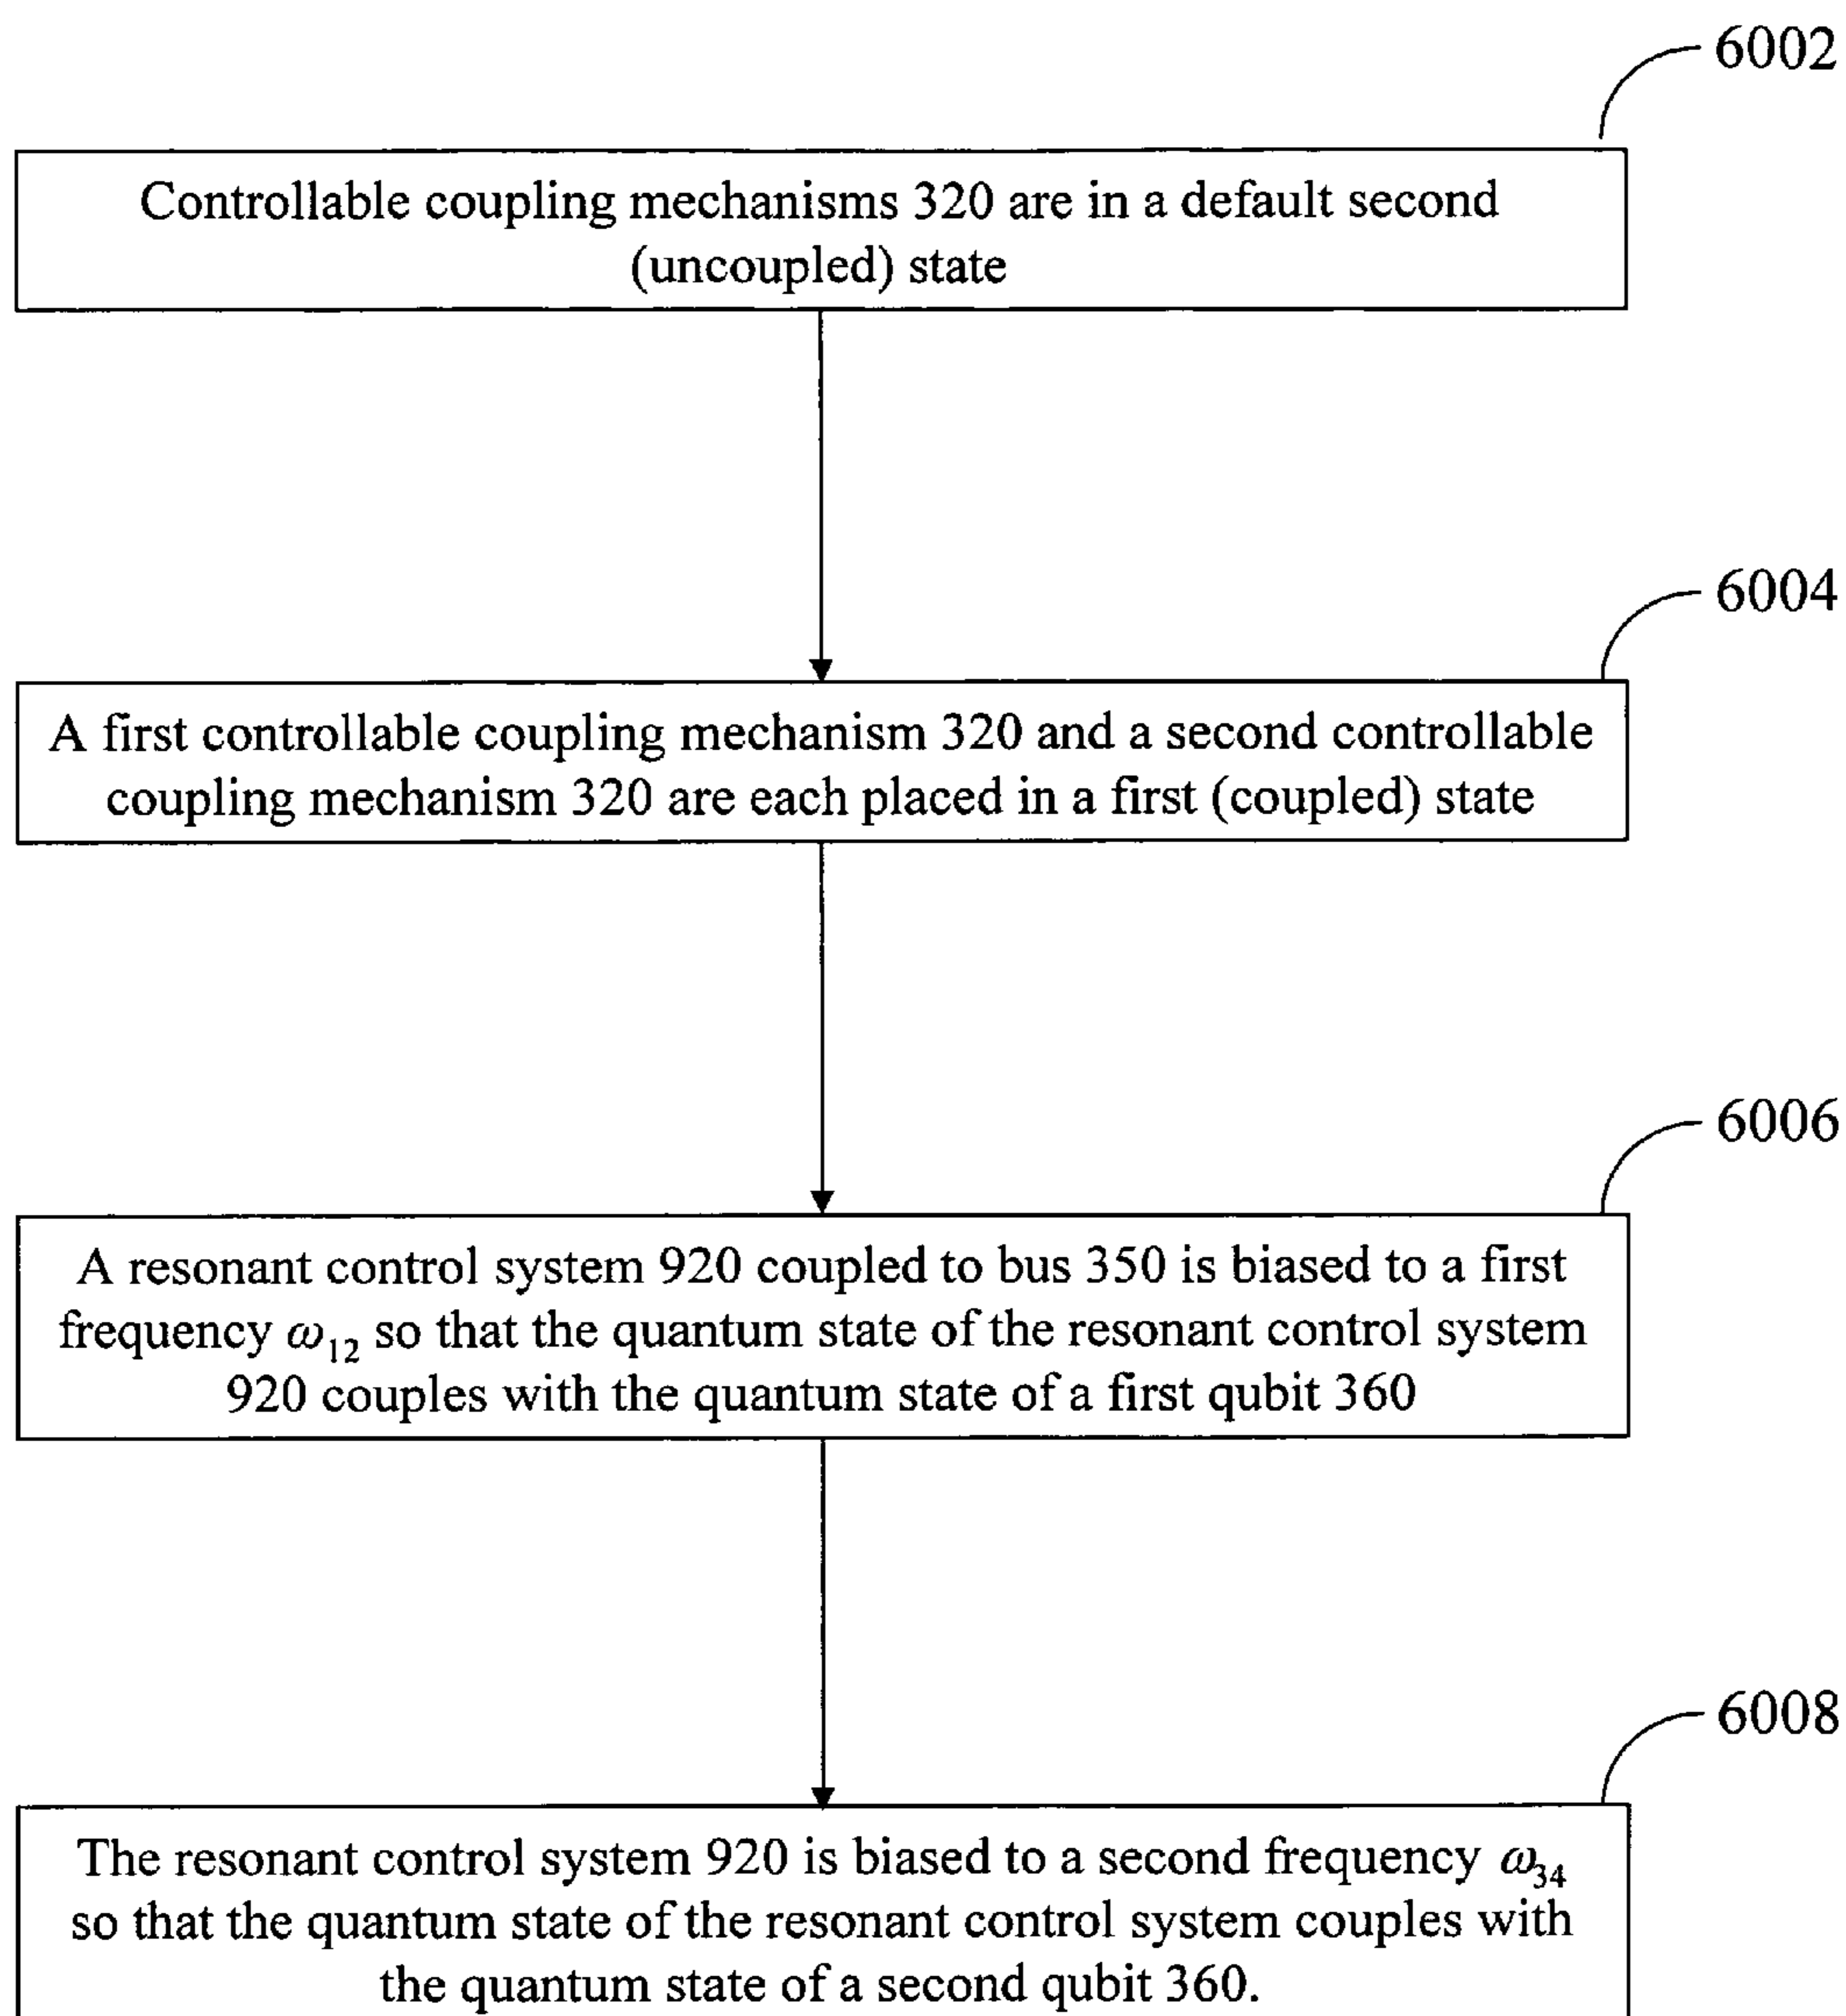 6002
Controllable coupling mechanisms 320 are in a default second
(uncoupled) state
6004
A first controllable coupling mechanism 320 and a second controllable
coupling mechanism 320 are each placed in a first (coupled) state
6006
A resonant control system 920 coupled to bus 350 is biased to a first
frequency ω₁₂ so that the quantum state of the resonant control system
920 couples with the quantum state of a first qubit 360
6008
The resonant control system 920 is biased to a second frequency ω₃₄
so that the quantum state of the resonant control system couples with
the quantum state of a second qubit 360.